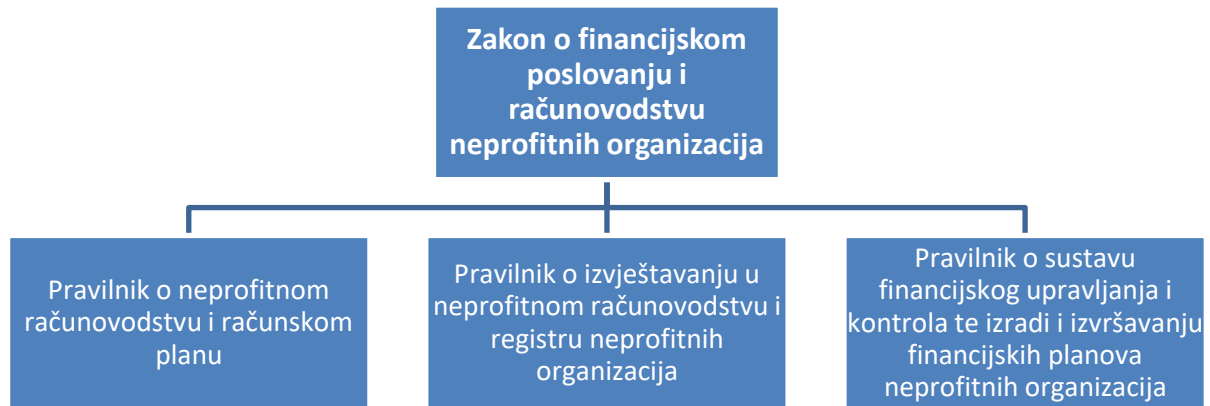 Zakon o financijskom
poslovanju i
računovodstvu
neprofitnih organizacija
Pravilnik o neprofitnom
računovodstvu i računskom
planu
Pravilnik o izvještavanju u
neprofitnom računovodstvu i
registru neprofitnih
organizacija
Pravilnik o sustavu
financijskog upravljanja i
kontrola te izradi i izvršavanju
financijskih planova
neprofitnih organizacija